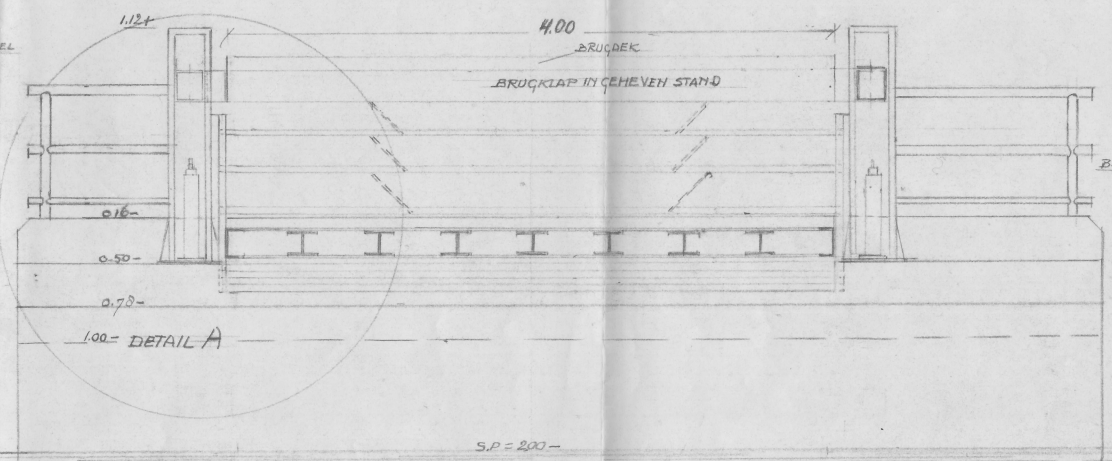 1.12+
4.00
EL
BRUGDEK
BRUGKLAP IN GEHEVEN STAND
B
0.16-
0.50-
0.78-
1.00- DETAIL A
S.P = 200-